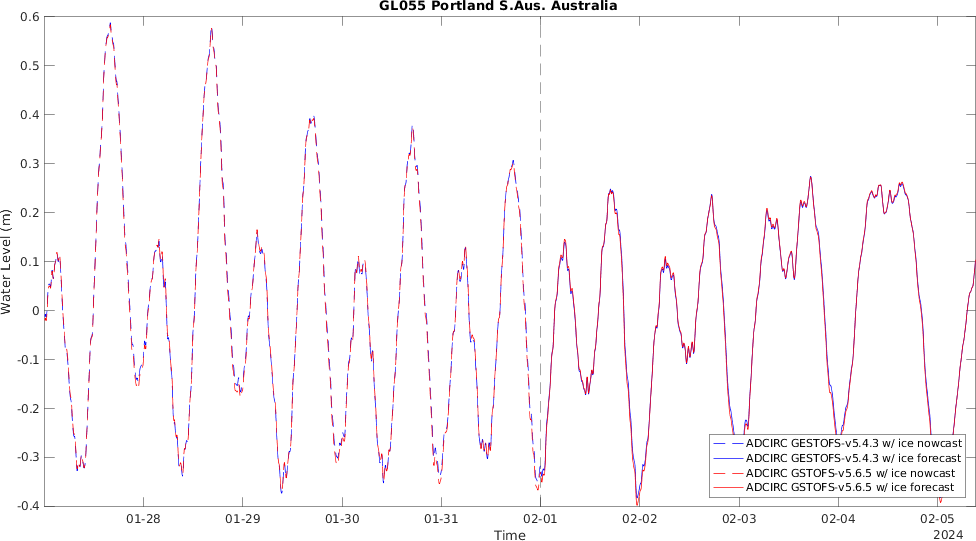 GL055 Portland S.Aus. Australia
0.6
0.5
0.4
0.3
0.2
0.1
0
-0.1
-0.2
-0.3
-0.4
Water Level (m)
ADCIRC GESTOFS-v5.4.3 w/ ice nowcast
ADCIRC GESTOFS-v5.4.3 w/ ice forecast
ADCIRC GSTOFS-v5.6.5 w/ ice nowcast
ADCIRC GSTOFS-v5.6.5 w/ ice forecast
01-28 01-29 01-30 01-31 02-01 02-02 02-03 02-04 02-05
Time 2024